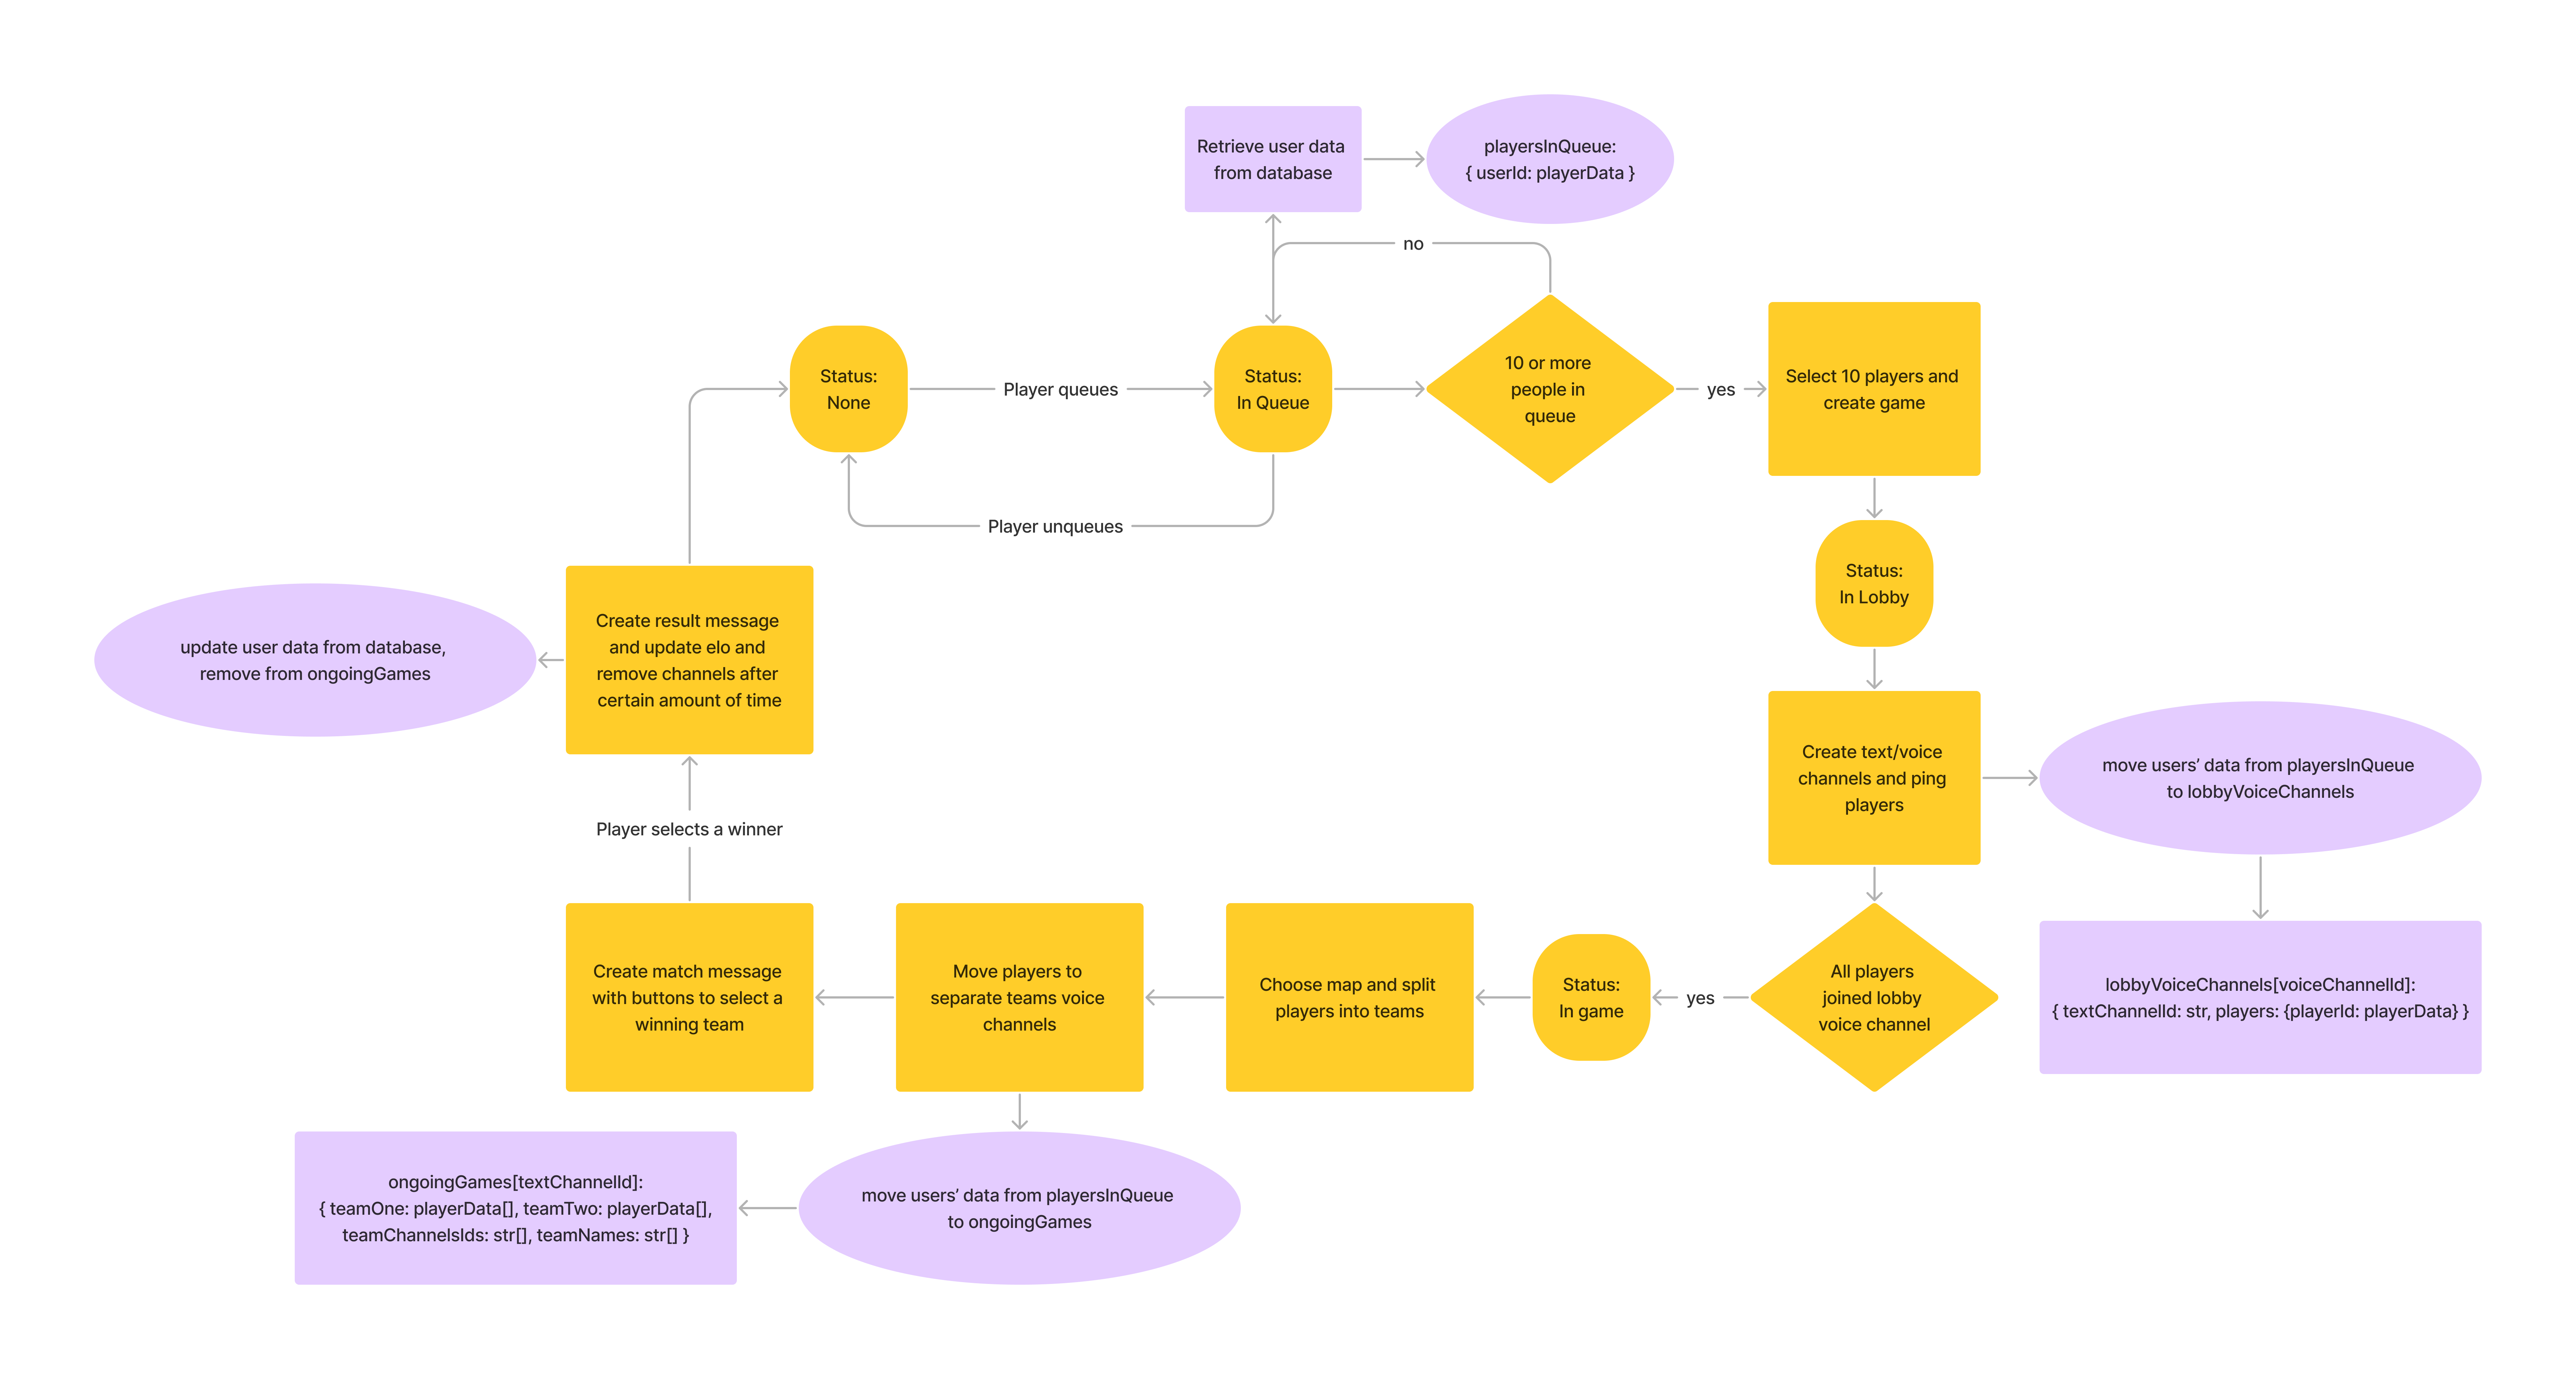 Retrieve user data
from database
playersInQueue:
{ userId: playerData }
no
Status:
None
Player queues
Status:
In Queue
10 or more
people in
queue
yes
Select 10 players and
create game
Player unqueues
Status:
In Lobby
update user data from database,
remove from ongoingGames
Create result message
and update elo and
remove channels after
certain amount of time
Create text/voice
channels and ping
players
move users’ data from playersInQueue
to lobbyVoiceChannels
Player selects a winner
Create match message
with buttons to select a
winning team
Move players to
separate teams voice
channels
Choose map and split
players into teams
Status:
In game
yes
All players
joined lobby
voice channel
lobbyVoiceChannels[voiceChannelId]:
{ textChannelId: str, players: {playerId: playerData} }
ongoingGames[textChannelId]:
{ teamOne: playerData[], teamTwo: playerData[],
teamChannelsIds: str[], teamNames: str[] }
move users’ data from playersInQueue
to ongoingGames